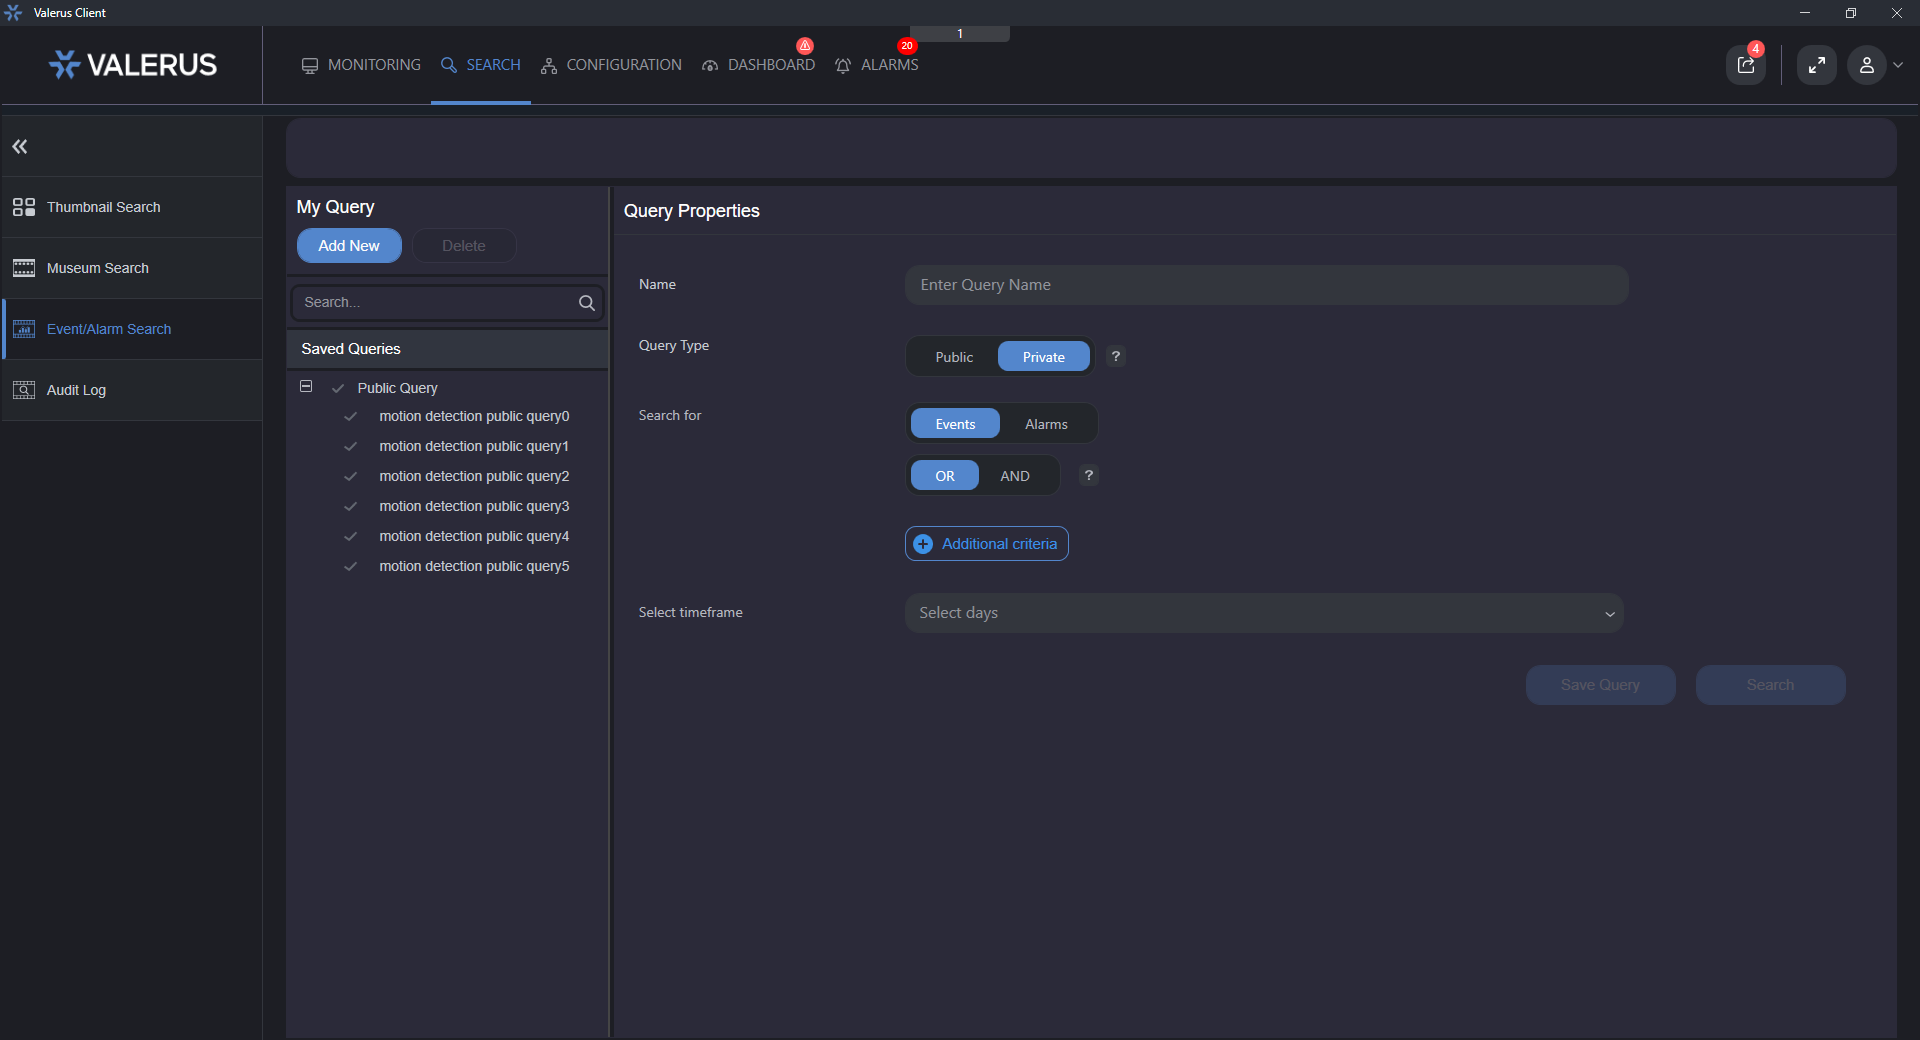 Valerus Client
1
VALERUS
MONITORING
SEARCH
CONFIGURATION
DASHBOARD
20
ALARMS
4
Thumbnail Search
Museum Search
Event/Alarm Search
Audit Log
My Query
Add New
Delete
Search...
Saved Queries
Public Query
motion detection public query0
motion detection public query1
motion detection public query2
motion detection public query3
motion detection public query4
motion detection public query5
Query Properties
Name
Enter Query Name
Query Type
Public
Private
?
Search for
Events
Alarms
OR
AND
?
Additional criteria
Select timeframe
Select days
Save Query
Search